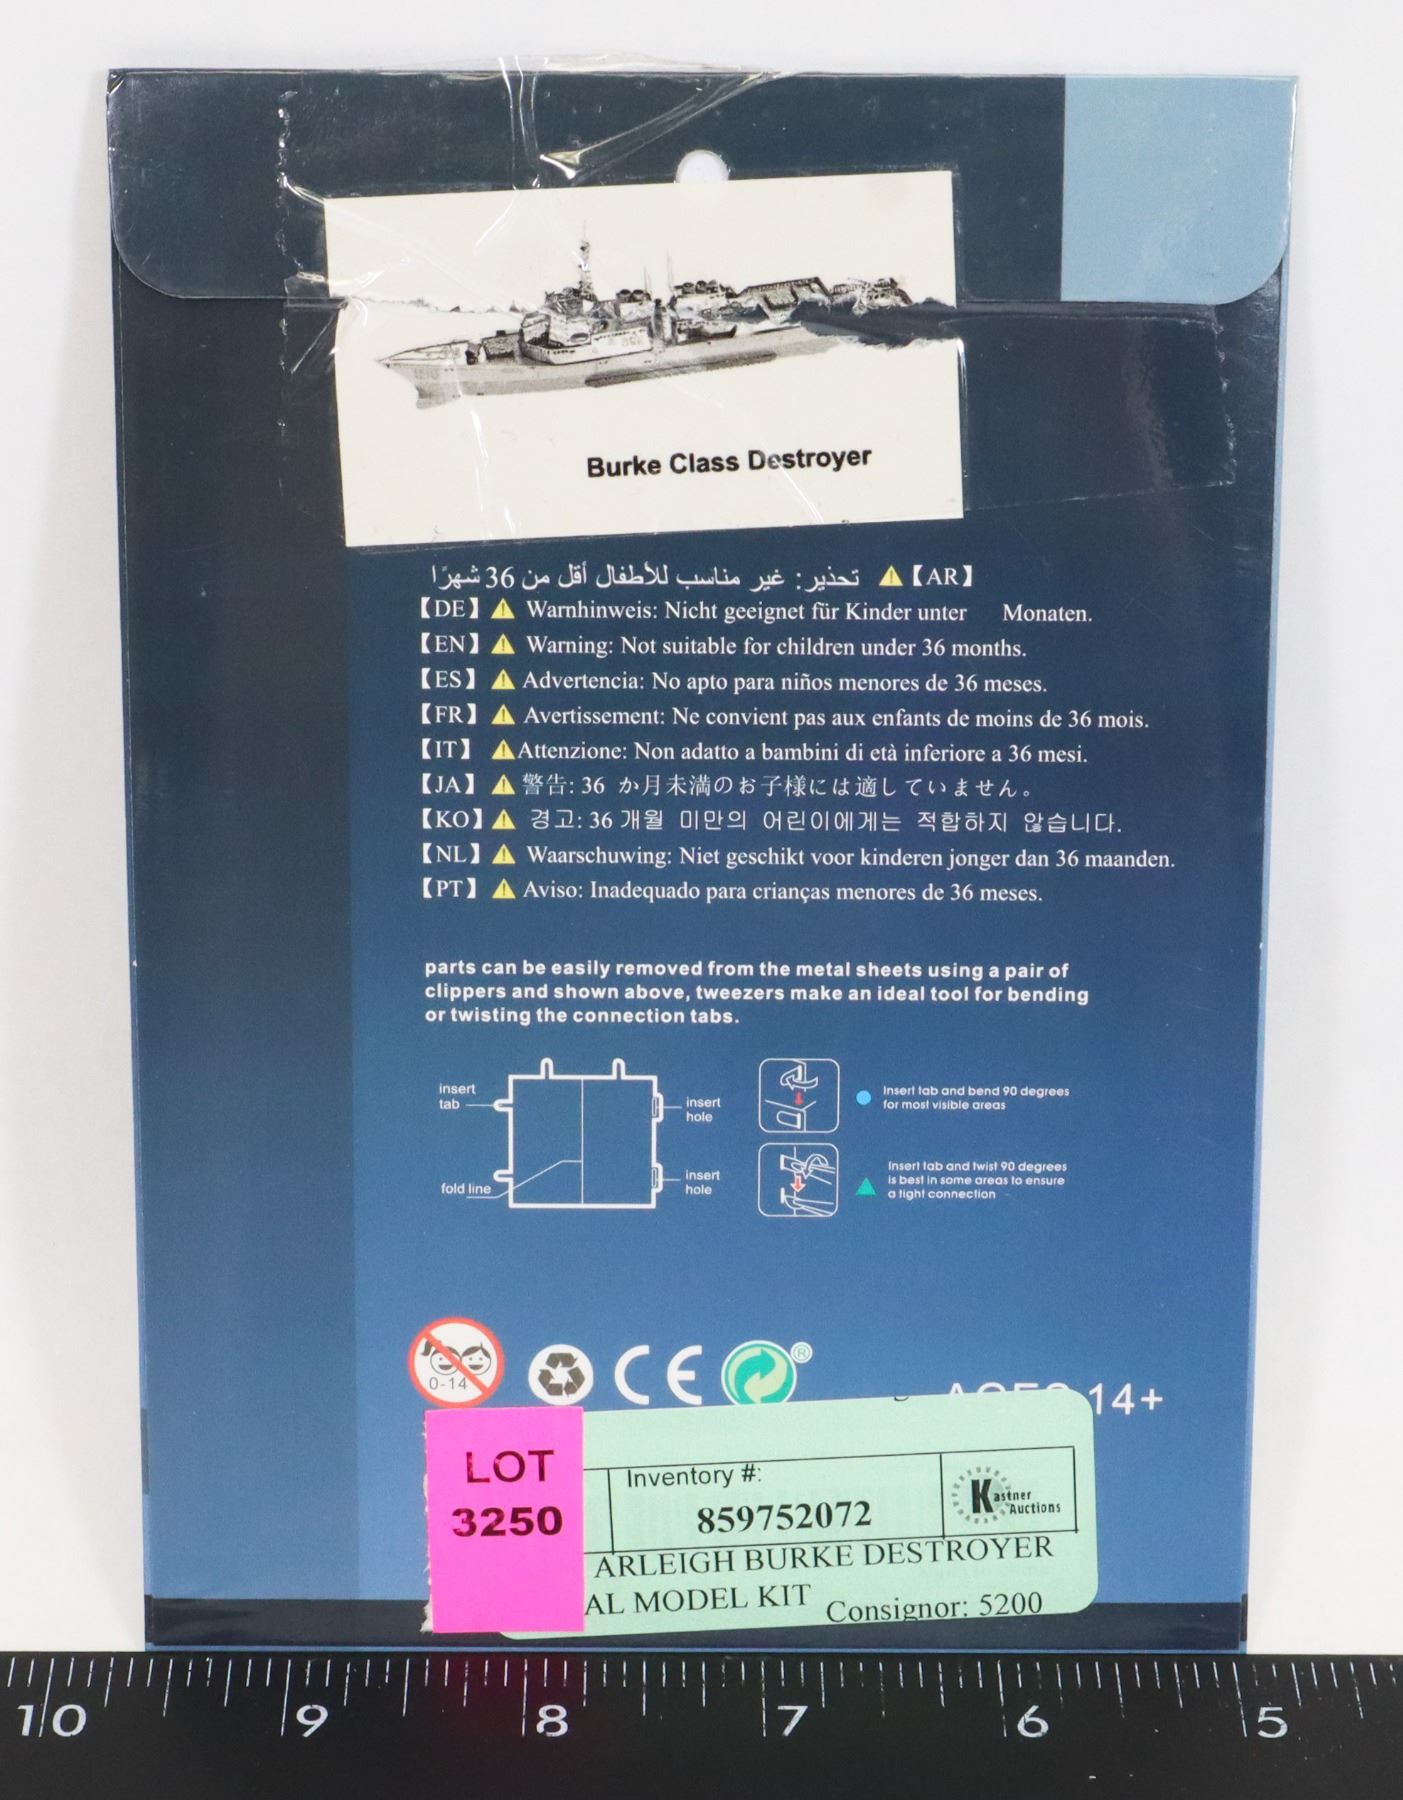 Burke Class Destroyer
تحذير: غير مناسب للأطفال أقل من 36 شهرًا ⚠【AR】
【DE】⚠ Warnhinweis: Nicht geeignet für Kinder unter Monaten.
【EN】⚠ Warning: Not suitable for children under 36 months.
【ES】⚠ Advertencia: No apto para niños menores de 36 meses.
【FR】⚠ Avertissement: Ne convient pas aux enfants de moins de 36 mois.
【IT】⚠Attenzione: Non adatto a bambini di età inferiore a 36 mesi.
【JA】⚠警告: 36 か月未満のお子様には適していません。
【KO】⚠ 경고: 36 개월 미만의 어린이에게는 적합하지 않습니다.
【NL】⚠ Waarschuwing: Niet geschikt voor kinderen jonger dan 36 maanden.
【PT】⚠ Aviso: Inadequado para crianças menores de 36 meses.
parts can be easily removed from the metal sheets using a pair of
clippers and shown above, tweezers make an ideal tool for bending
or twisting the connection tabs.
insert
tab
insert
hole
fold line
insert
hole
Insert tab and bend 90 degrees
for most visible areas
Insert tab and twist 90 degrees
is best in some areas to ensure
a tight connection
0-14
CE
®
14+
LOT
3250
Inventory #:
859752072
Kastner
Auctions
ARLEIGH BURKE DESTROYER
AL MODEL KIT
Consignor: 5200
10 9 8 7 6 5